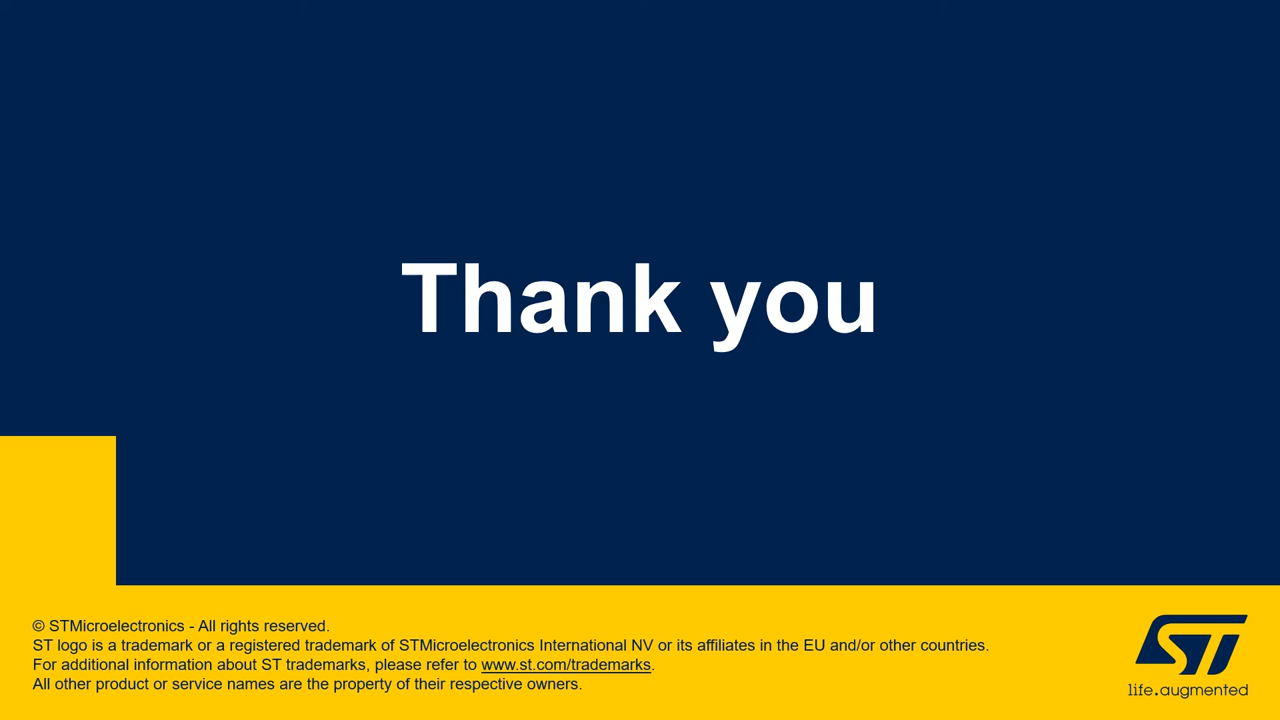 Thank you
© STMicroelectronics - All rights reserved.
ST logo is a trademark or a registered trademark of STMicroelectronics International NV or its affiliates in the EU and/or other countries.
For additional information about ST trademarks, please refer to www.st.com/trademarks.
All other product or service names are the property of their respective owners.
ST
life.augmented